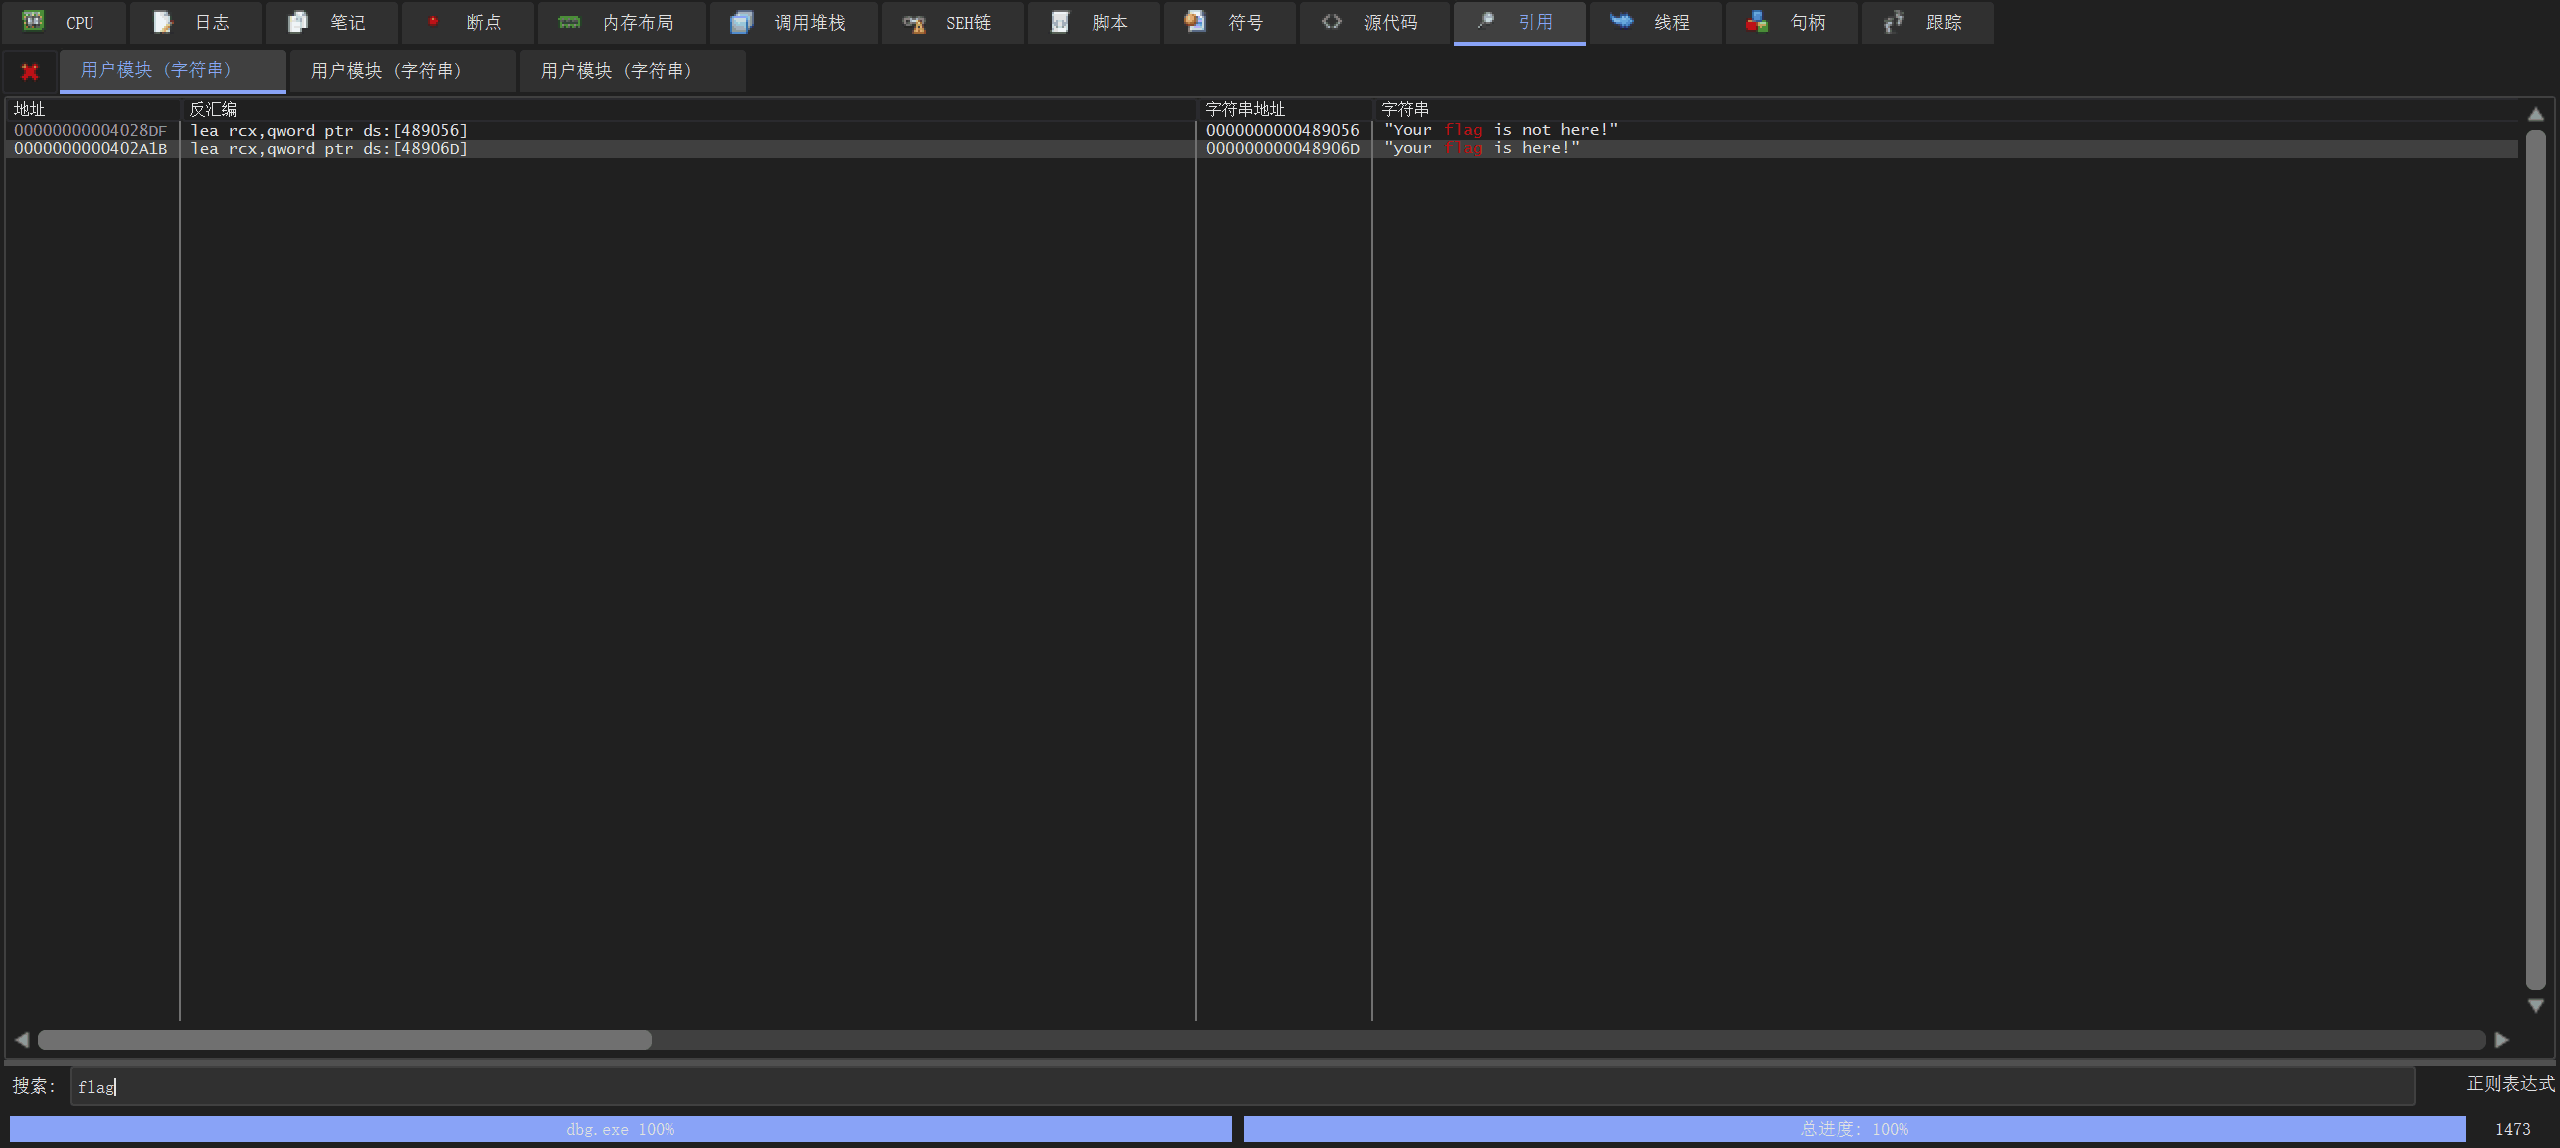 CPU 日志 笔记 断点 内存布局 调用堆栈 SEH链 脚本 符号 源代码 引用 线程 句柄 跟踪
用户模块 (字符串) 用户模块 (字符串) 用户模块 (字符串)
地址 反汇编 字符串地址 字符串
00000000004028DF lea rcx,qword ptr ds:[489056] 0000000000489056 "Your flag is not here!"
0000000000402A1B lea rcx,qword ptr ds:[48906D] 000000000048906D "your flag is here!"
搜索: flag 正则表达式
dbg.exe 100% 总进度: 100% 1473